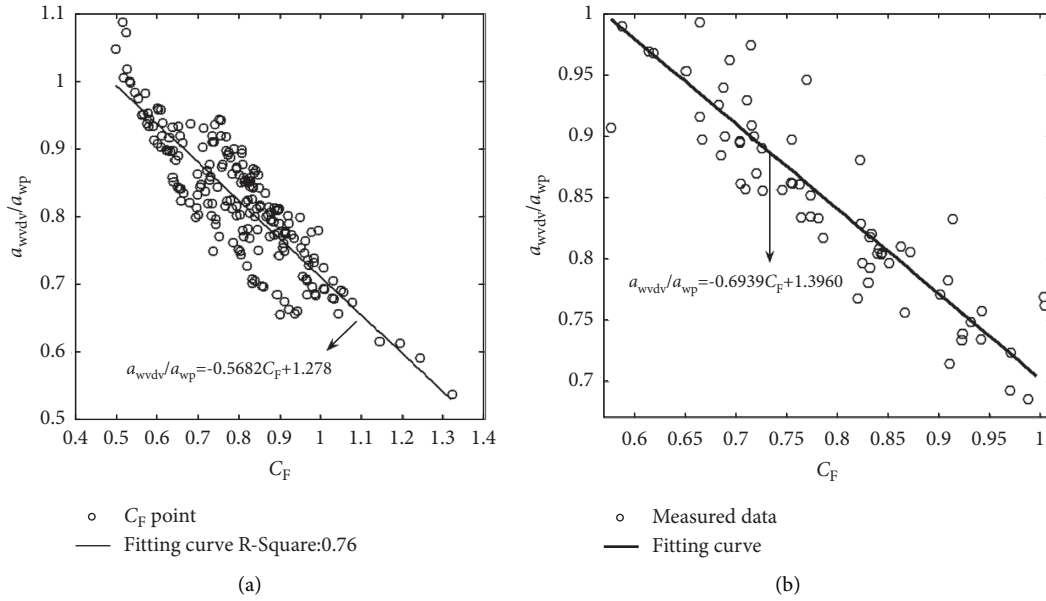 1.1
1
0.9
0.8
0.7
0.6
0.5
a_wvdv/a_wp
a_wvdv/a_wp=-0.5682C_F+1.278
0.4 0.5 0.6 0.7 0.8 0.9 1 1.1 1.2 1.3 1.4
C_F
C_F point
Fitting curve R-Square:0.76
(a)
1
0.95
0.9
0.85
0.8
0.75
0.7
a_wvdv/a_wp
a_wvdv/a_wp=-0.6939C_F+1.3960
0.6 0.65 0.7 0.75 0.8 0.85 0.9 0.95 1
C_F
Measured data
Fitting curve
(b)